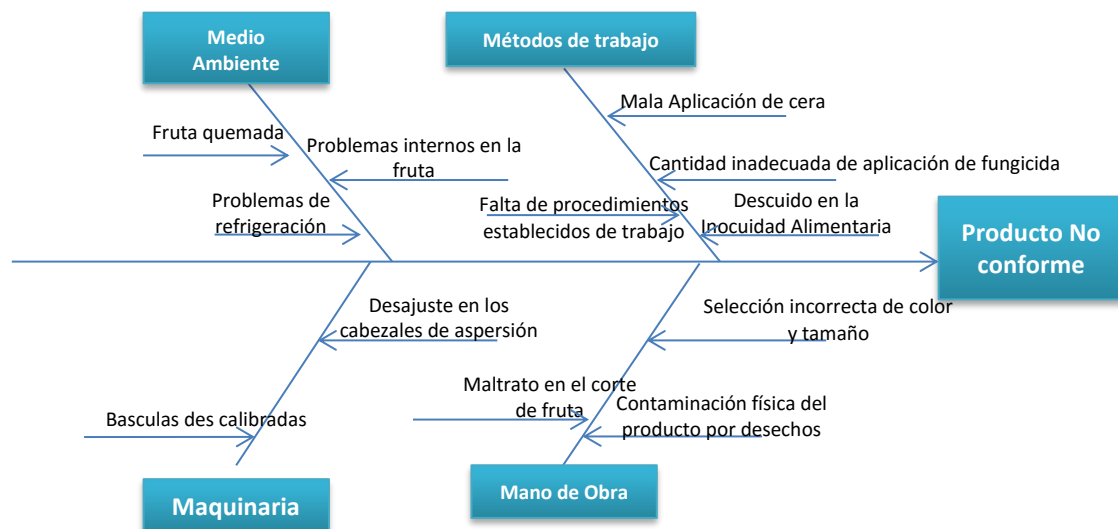 Medio
Ambiente
Métodos de trabajo
Mala Aplicación de cera
Fruta quemada
Problemas internos en la
fruta
Cantidad inadecuada de aplicación de fungicida
Problemas de
refrigeración
Falta de procedimientos
establecidos de trabajo
Descuido en la
Inocuidad Alimentaria
Producto No
conforme
Desajuste en los
cabezales de aspersión
Selección incorrecta de color
y tamaño
Maltrato en el corte
de fruta
Contaminación física del
producto por desechos
Basculas des calibradas
Maquinaria
Mano de Obra